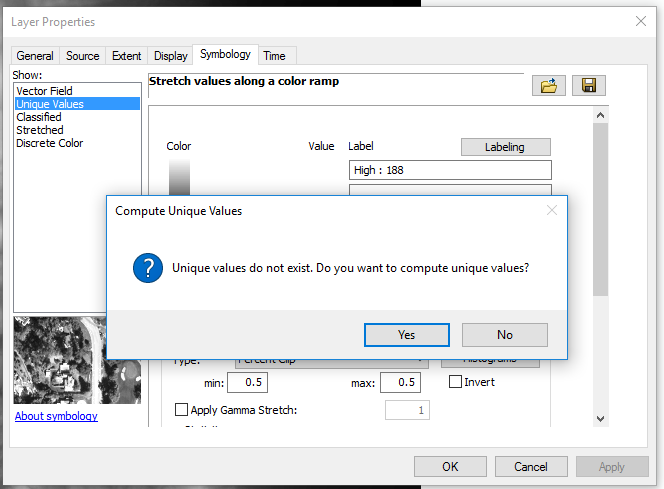 Layer Properties
General Source Extent Display Symbology Time
Show:
Vector Field
Unique Values
Classified
Stretched
Discrete Color
Stretch values along a color ramp
Color Value Label Labeling
High : 188
Compute Unique Values
Unique values do not exist. Do you want to compute unique values?
Yes No
Type: Percent Clip Histograms
min: 0.5 max: 0.5 Invert
Apply Gamma Stretch: 1
About symbology
OK Cancel Apply